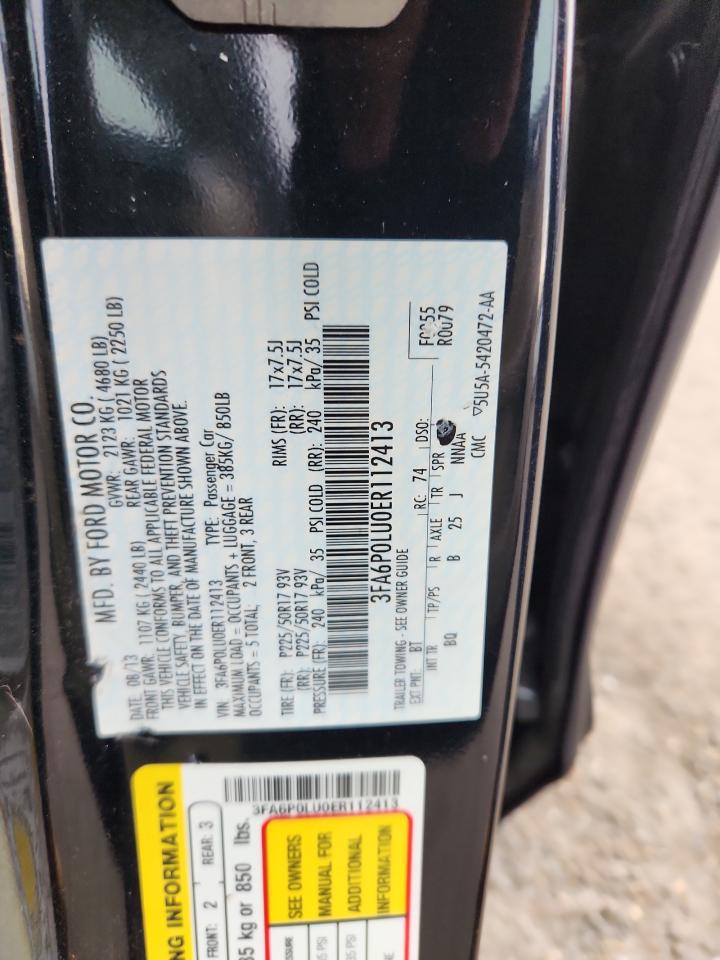 MFD. BY FORD MOTOR CO.
DATE: 08/13 GVWR: 2123 KG ( 4680 LB)
FRONT GAWR: 1107 KG ( 2440 LB) REAR GAWR: 1021 KG ( 2250 LB)
THIS VEHICLE CONFORMS TO ALL APPLICABLE FEDERAL MOTOR
VEHICLE SAFETY, BUMPER, AND THEFT PREVENTION STANDARDS
IN EFFECT ON THE DATE OF MANUFACTURE SHOWN ABOVE.
VIN: 3FA6P0LU0ER112413 TYPE: Passenger Car
MAXIMUM LOAD = OCCUPANTS + LUGGAGE = 385KG/ 850LB
OCCUPANTS = 5 TOTAL: 2 FRONT, 3 REAR
TIRE (FR): P225/50R17 93V RIMS (FR): 17x7.5J
(RR): P225/50R17 93V (RR): 17x7.5J
PRESSURE (FR): 240 kPa/ 35 PSI COLD (RR): 240 kPa/ 35 PSI COLD
3FA6P0LU0ER112413
TRAILER TOWING - SEE OWNER GUIDE
EXT PNT: BT RC: 74 DSO: R0079
INT TR TP/PS R AXLE TR SPR
BQ B 25 J NNAA
CMC ▽5U5A-5420472-AA
3FA6P0LU0ER112413
INFORMATION
FRONT: 2 REAR: 3
or 850 lbs.
SEE OWNERS
MANUAL FOR
ADDITIONAL
INFORMATION